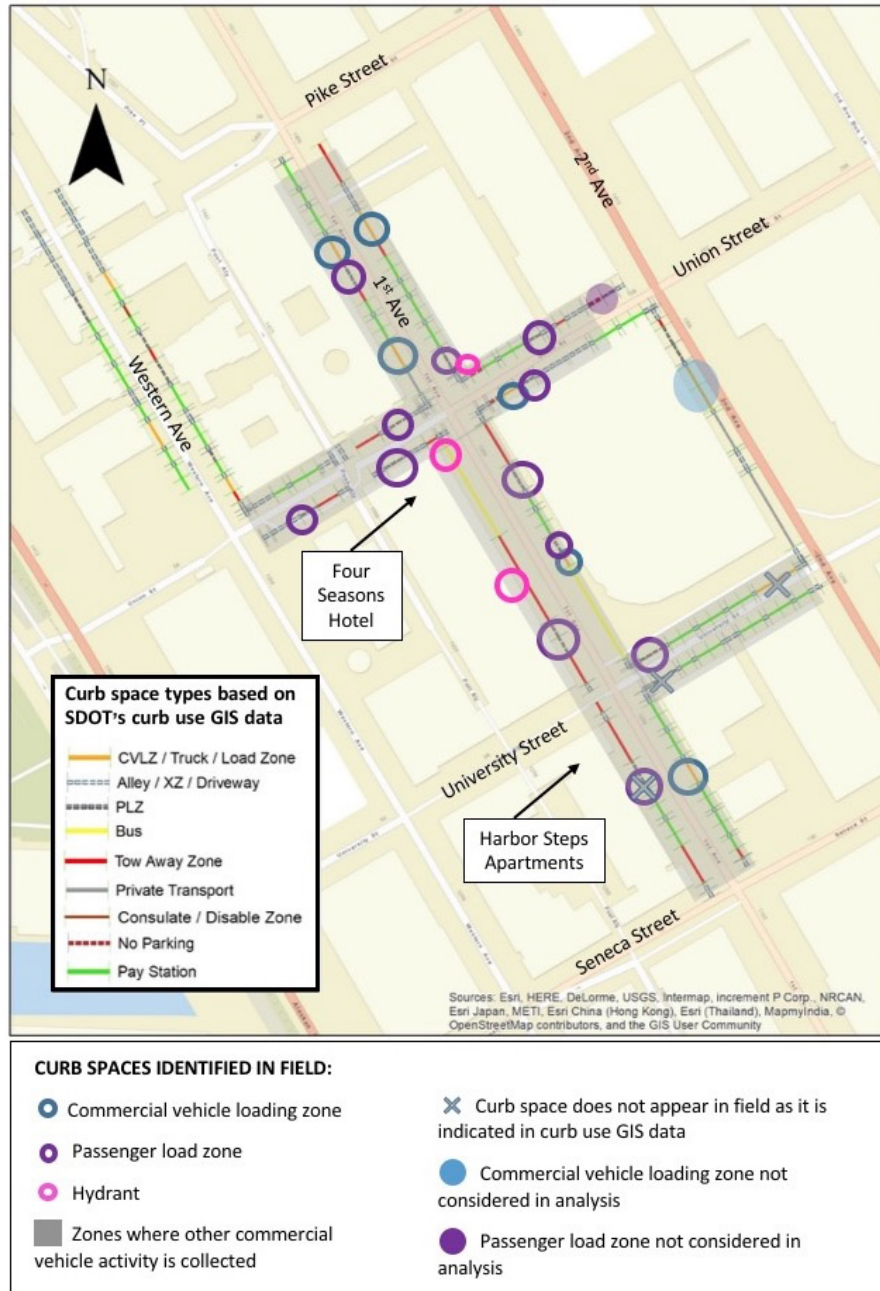 Pike Street
N
2nd Ave
Union Street
1st Ave
Western Ave
Four
Seasons
Hotel
University Street
Harbor Steps
Apartments
Seneca Street
Curb space types based on
SDOT's curb use GIS data
CVLZ / Truck / Load Zone
Alley / XZ / Driveway
PLZ
Bus
Tow Away Zone
Private Transport
Consulate / Disable Zone
No Parking
Pay Station
Sources: Esri, HERE, DeLorme, USGS, Intermap, increment P Corp., NRCAN,
Esri Japan, METI, Esri China (Hong Kong), Esri (Thailand), MapmyIndia, ©
OpenStreetMap contributors, and the GIS User Community
CURB SPACES IDENTIFIED IN FIELD:
Commercial vehicle loading zone
Passenger load zone
Hydrant
Zones where other commercial
vehicle activity is collected
Curb space does not appear in field as it is
indicated in curb use GIS data
Commercial vehicle loading zone not
considered in analysis
Passenger load zone not considered in
analysis